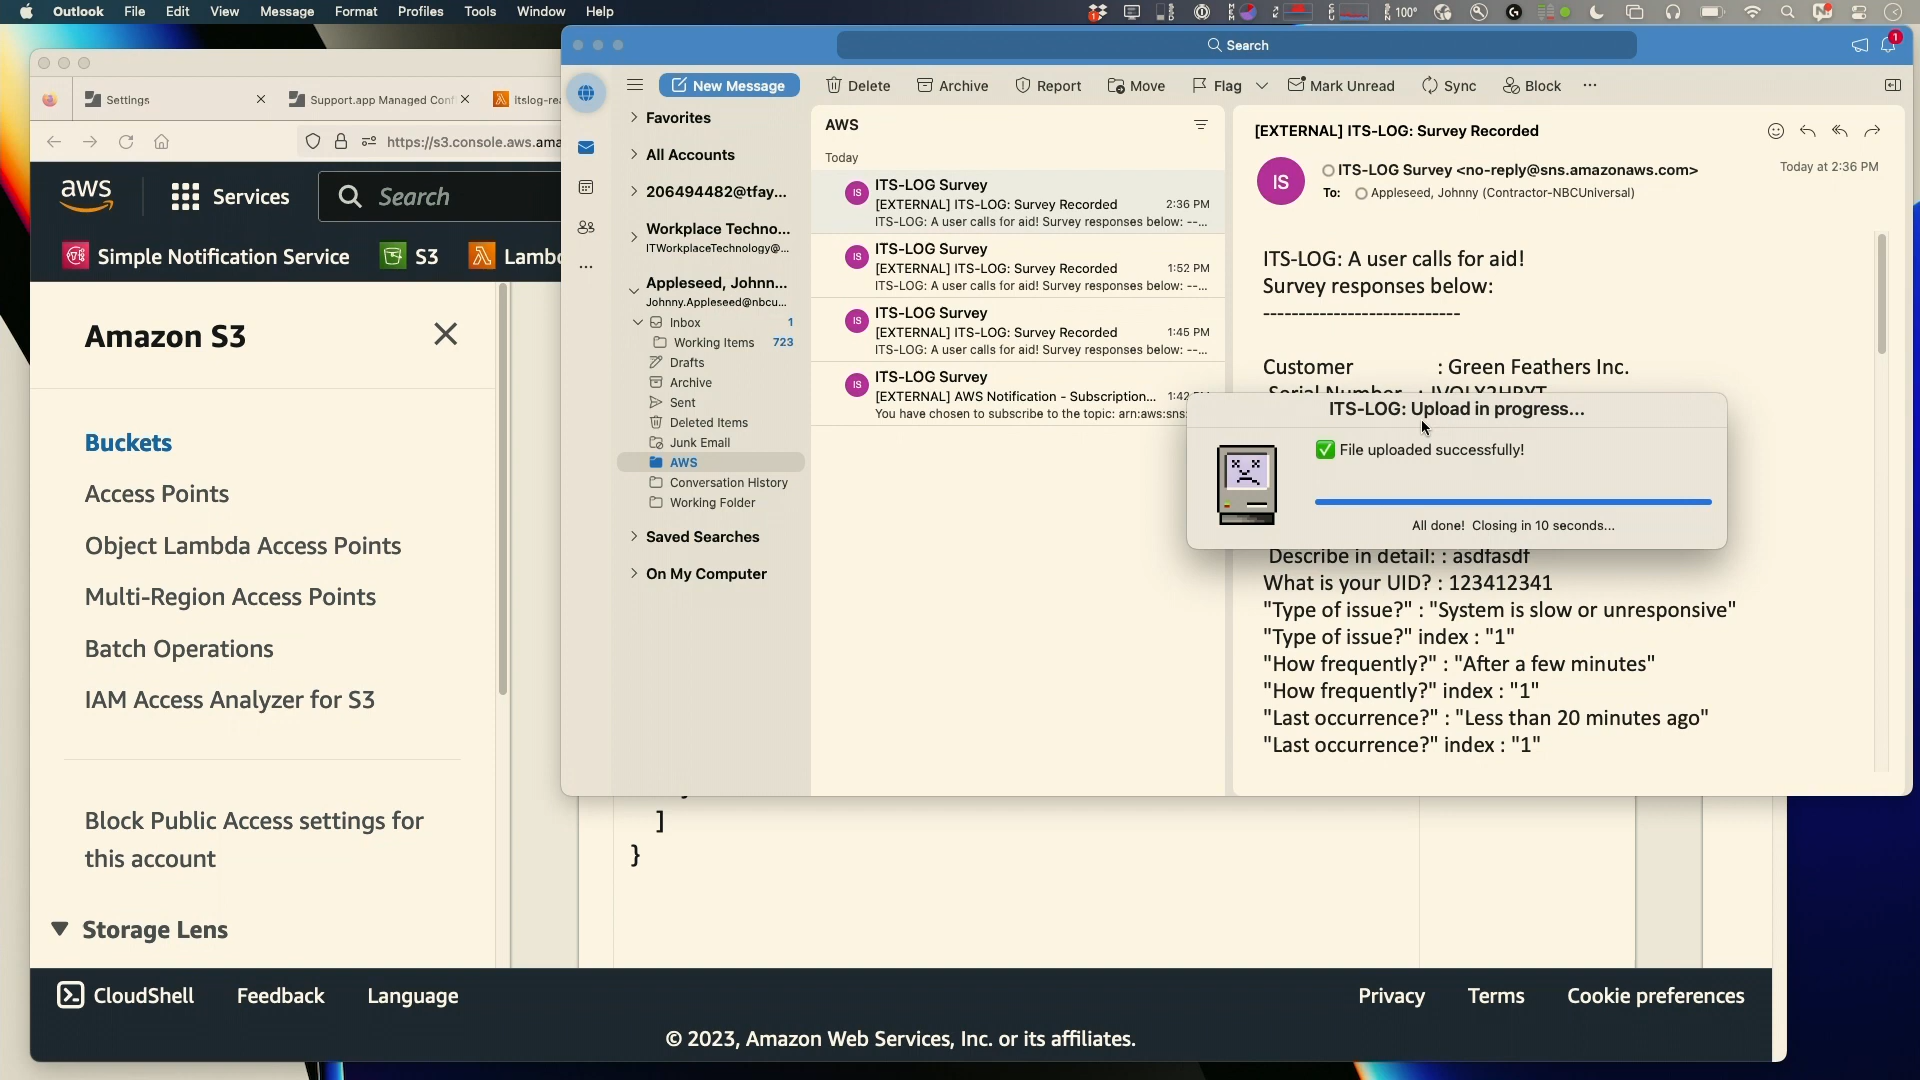 Outlook File Edit View Message Format Profiles Tools Window Help
100°
1
Settings
Support.app Managed Conf
Itslog-re
https://s3.console.aws.ama
aws
Services
Search
Simple Notification Service
S3
Lamb
Amazon S3
Buckets
Access Points
Object Lambda Access Points
Multi-Region Access Points
Batch Operations
IAM Access Analyzer for S3
Block Public Access settings for
this account
Storage Lens
CloudShell Feedback Language
Privacy Terms Cookie preferences
© 2023, Amazon Web Services, Inc. or its affiliates.
Search
New Message
Delete Archive Report Move Flag Mark Unread Sync Block
Favorites
All Accounts
206494482@tfay...
Workplace Techno...
ITWorkplaceTechnology@...
Appleseed, Johnn...
Johnny.Appleseed@nbcu...
Inbox 1
Working Items 723
Drafts
Archive
Sent
Deleted Items
Junk Email
AWS
Conversation History
Working Folder
Saved Searches
On My Computer
AWS
Today
IS
ITS-LOG Survey
[EXTERNAL] ITS-LOG: Survey Recorded 2:36 PM
ITS-LOG: A user calls for aid! Survey responses below: --...
IS
ITS-LOG Survey
[EXTERNAL] ITS-LOG: Survey Recorded 1:52 PM
ITS-LOG: A user calls for aid! Survey responses below: --...
IS
ITS-LOG Survey
[EXTERNAL] ITS-LOG: Survey Recorded 1:45 PM
ITS-LOG: A user calls for aid! Survey responses below: --...
IS
ITS-LOG Survey
[EXTERNAL] AWS Notification - Subscription... 1:42
You have chosen to subscribe to the topic: arn:aws:sns:
[EXTERNAL] ITS-LOG: Survey Recorded
IS
ITS-LOG Survey <no-reply@sns.amazonaws.com>
Today at 2:36 PM
To: Appleseed, Johnny (Contractor-NBCUniversal)
ITS-LOG: A user calls for aid!
Survey responses below:
----------------------------
Customer : Green Feathers Inc.
Serial Number :
ITS-LOG: Upload in progress...
✅ File uploaded successfully!
All done! Closing in 10 seconds...
Describe in detail: : asdfasdf
What is your UID? : 123412341
"Type of issue?" : "System is slow or unresponsive"
"Type of issue?" index : "1"
"How frequently?" : "After a few minutes"
"How frequently?" index : "1"
"Last occurrence?" : "Less than 20 minutes ago"
"Last occurrence?" index : "1"
]
}